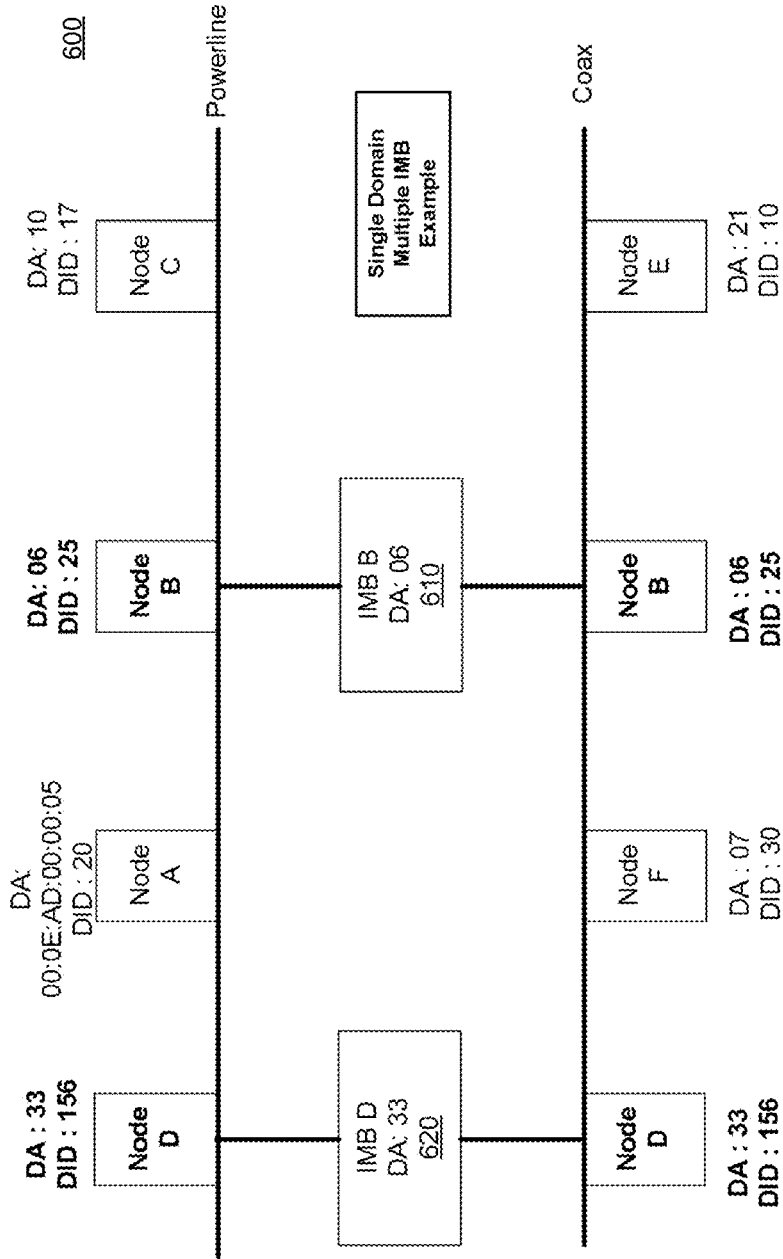 600
DA : 33
DID : 156
DA:
00:0E:AD:00:00:05
DID : 20
DA: 06
DID : 25
DA: 10
DID : 17
Node
D
Node
A
Node
B
Node
C
Powerline
IMB D
DA: 33
620
IMB B
DA: 06
610
Single Domain
Multiple IMB
Example
Coax
Node
D
Node
F
Node
B
Node
E
DA : 33
DID : 156
DA : 07
DID : 30
DA : 06
DID : 25
DA : 21
DID : 10